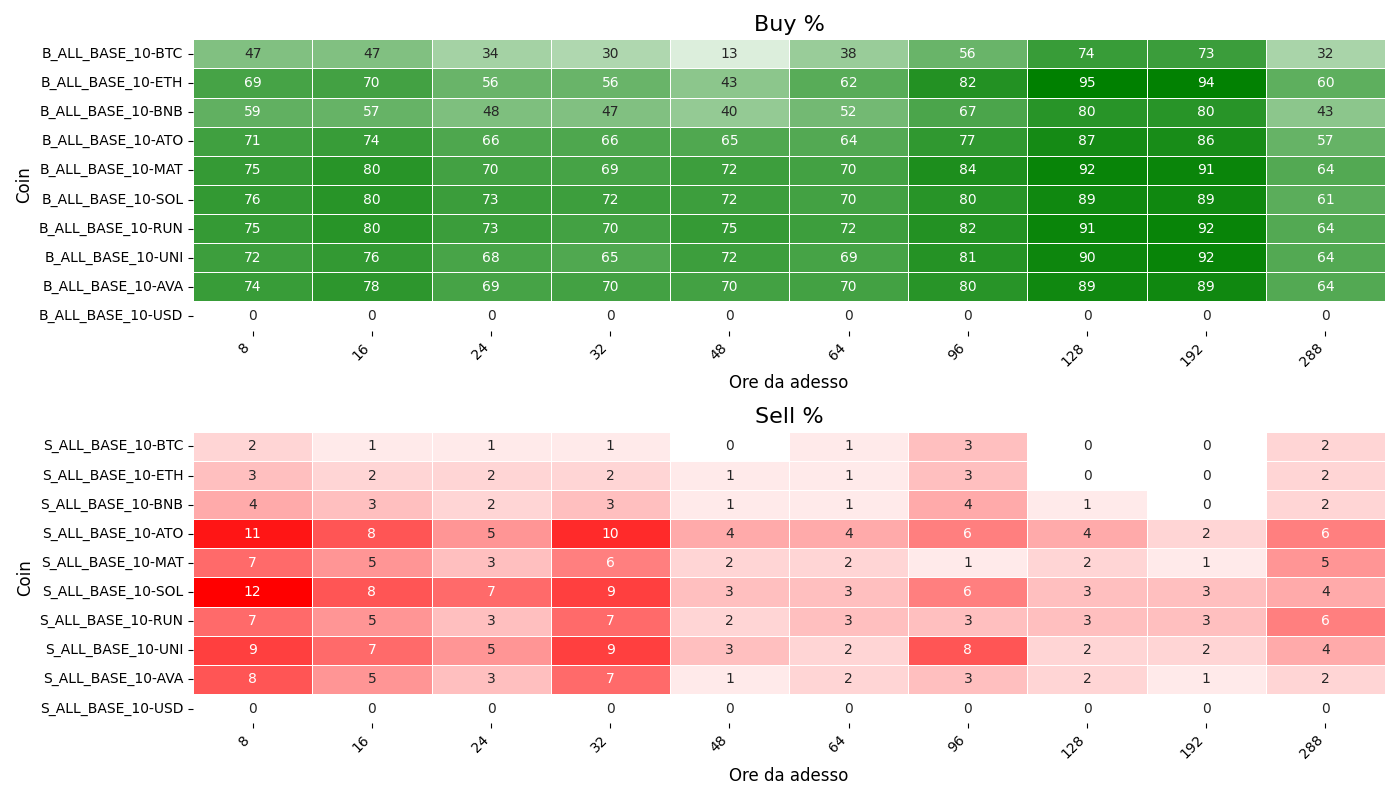 Buy %
Coin
B_ALL_BASE_10-BTC 47 47 34 30 13 38 56 74 73 32
B_ALL_BASE_10-ETH 69 70 56 56 43 62 82 95 94 60
B_ALL_BASE_10-BNB 59 57 48 47 40 52 67 80 80 43
B_ALL_BASE_10-ATO 71 74 66 66 65 64 77 87 86 57
B_ALL_BASE_10-MAT 75 80 70 69 72 70 84 92 91 64
B_ALL_BASE_10-SOL 76 80 73 72 72 70 80 89 89 61
B_ALL_BASE_10-RUN 75 80 73 70 75 72 82 91 92 64
B_ALL_BASE_10-UNI 72 76 68 65 72 69 81 90 92 64
B_ALL_BASE_10-AVA 74 78 69 70 70 70 80 89 89 64
B_ALL_BASE_10-USD 0 0 0 0 0 0 0 0 0 0
8 16 24 32 48 64 96 128 192 288
Ore da adesso
Sell %
Coin
S_ALL_BASE_10-BTC 2 1 1 1 0 1 3 0 0 2
S_ALL_BASE_10-ETH 3 2 2 2 1 1 3 0 0 2
S_ALL_BASE_10-BNB 4 3 2 3 1 1 4 1 0 2
S_ALL_BASE_10-ATO 11 8 5 10 4 4 6 4 2 6
S_ALL_BASE_10-MAT 7 5 3 6 2 2 1 2 1 5
S_ALL_BASE_10-SOL 12 8 7 9 3 3 6 3 3 4
S_ALL_BASE_10-RUN 7 5 3 7 2 3 3 3 3 6
S_ALL_BASE_10-UNI 9 7 5 9 3 2 8 2 2 4
S_ALL_BASE_10-AVA 8 5 3 7 1 2 3 2 1 2
S_ALL_BASE_10-USD 0 0 0 0 0 0 0 0 0 0
8 16 24 32 48 64 96 128 192 288
Ore da adesso